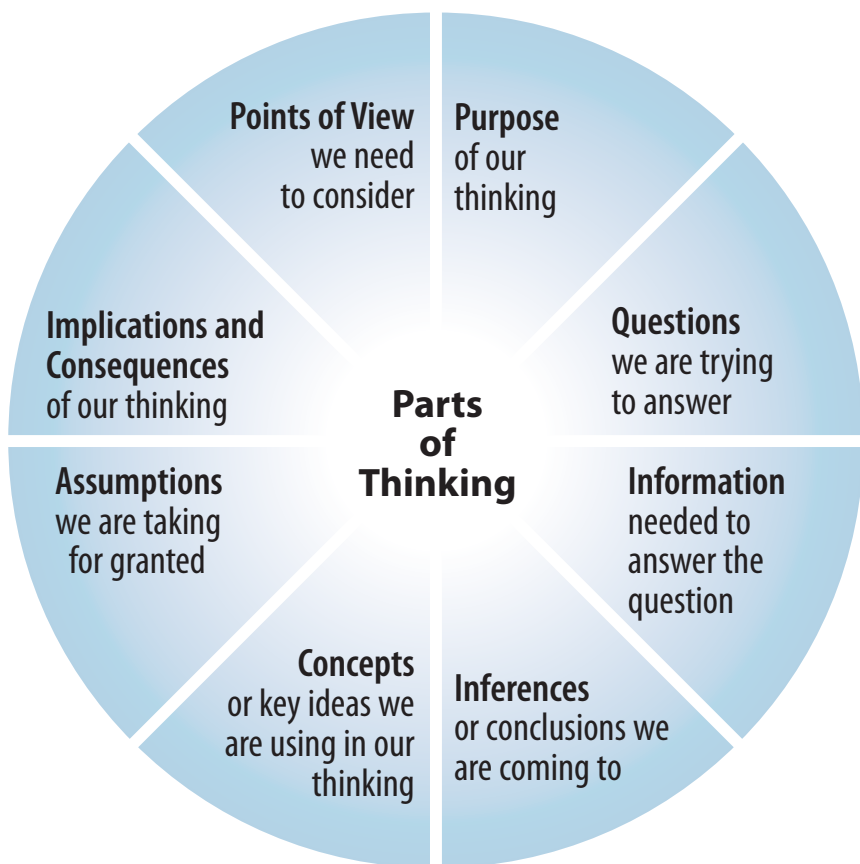 Parts
of
Thinking
Purpose
of our
thinking
Questions
we are trying
to answer
Information
needed to
answer the
question
Inferences
or conclusions we
are coming to
Concepts
or key ideas we
are using in our
thinking
Assumptions
we are taking
for granted
Implications and
Consequences
of our thinking
Points of View
we need
to consider